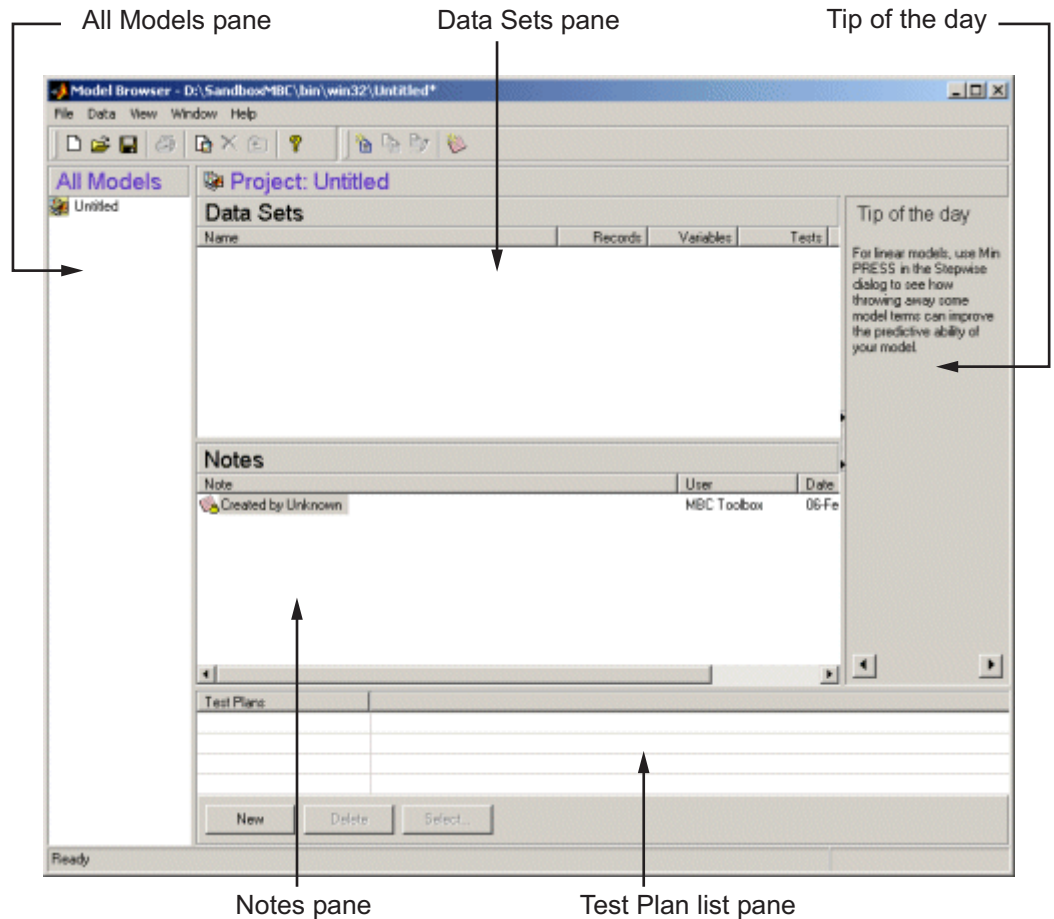 All Models pane
Data Sets pane
Tip of the day
Model Browser - D:\SandboxMBC\bin\win32\Untitled*
File Data View Window Help
All Models
Project: Untitled
Untitled
Data Sets
Name Records Variables Tests
Tip of the day
For linear models, use Min
PRESS in the Stepwise
dialog to see how
throwing away some
model terms can improve
the predictive ability of
your model.
Notes
Note User Date
Created by Unknown MBC Toolbox 06-Fe
Test Plans
New Delete Select...
Ready
Notes pane
Test Plan list pane